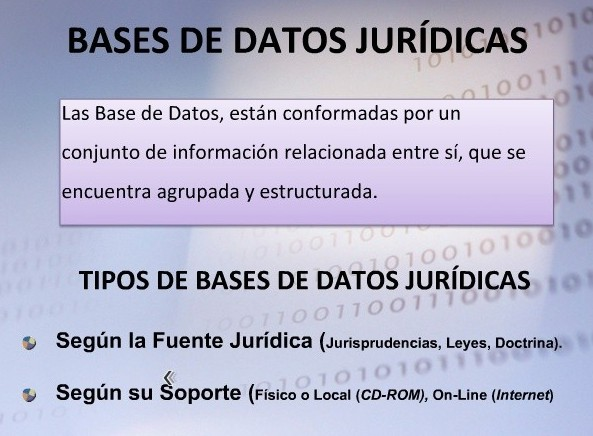 BASES DE DATOS JURÍDICAS
Las Base de Datos, están conformadas por un
conjunto de información relacionada entre sí, que se
encuentra agrupada y estructurada.
TIPOS DE BASES DE DATOS JURÍDICAS
Según la Fuente Jurídica (Jurisprudencias, Leyes, Doctrina).
Según su Soporte (Físico o Local (CD-ROM), On-Line (Internet)